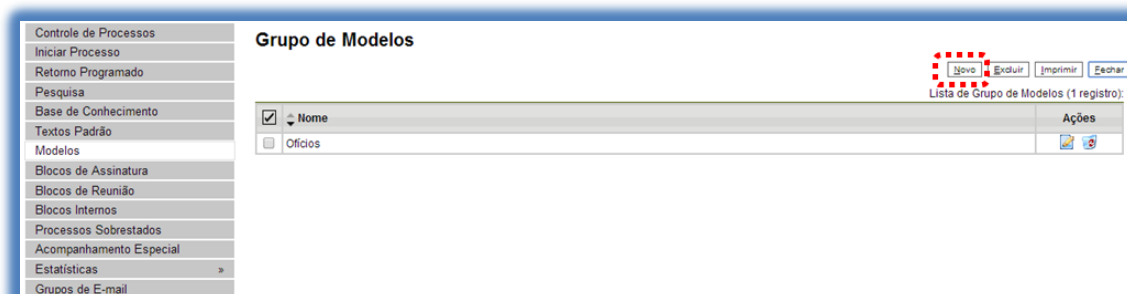 Controle de Processos
Iniciar Processo
Retorno Programado
Pesquisa
Base de Conhecimento
Textos Padrão
Modelos
Blocos de Assinatura
Blocos de Reunião
Blocos Internos
Processos Sobrestados
Acompanhamento Especial
Estatísticas »
Grupos de E-mail
Grupo de Modelos
Novo Excluir Imprimir Fechar
Lista de Grupo de Modelos (1 registro):
Nome Ações
Ofícios